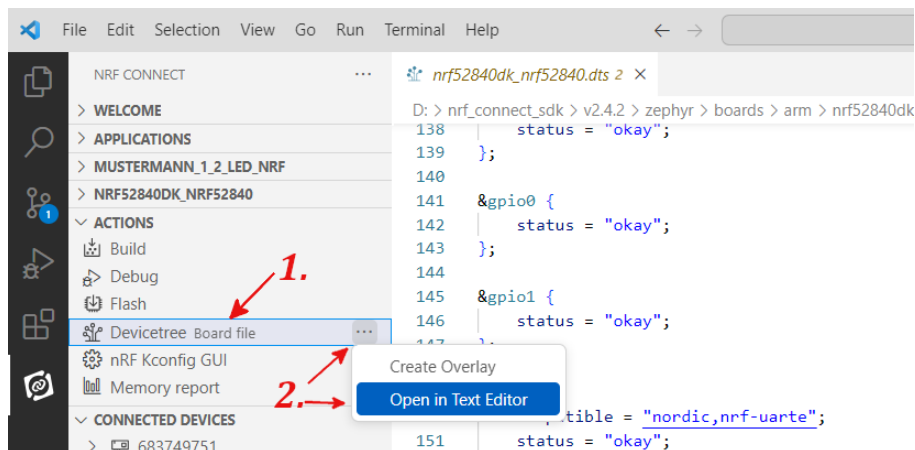 File Edit Selection View Go Run Terminal Help
NRF CONNECT
WELCOME
APPLICATIONS
MUSTERMANN_1_2_LED_NRF
NRF52840DK_NRF52840
ACTIONS
Build
Debug
1.
Flash
Devicetree Board file
nRF Kconfig GUI
Memory report
2.
CONNECTED DEVICES
683749751
1
Create Overlay
Open in Text Editor
nrf52840dk_nrf52840.dts 2
D: > nrf_connect_sdk > v2.4.2 > zephyr > boards > arm > nrf52840dk
138 status = "okay";
139 };
140
141 &gpio0 {
142 status = "okay";
143 };
144
145 &gpio1 {
146 status = "okay";
147 };
= "nordic,nrf-uarte";
151 status = "okay";